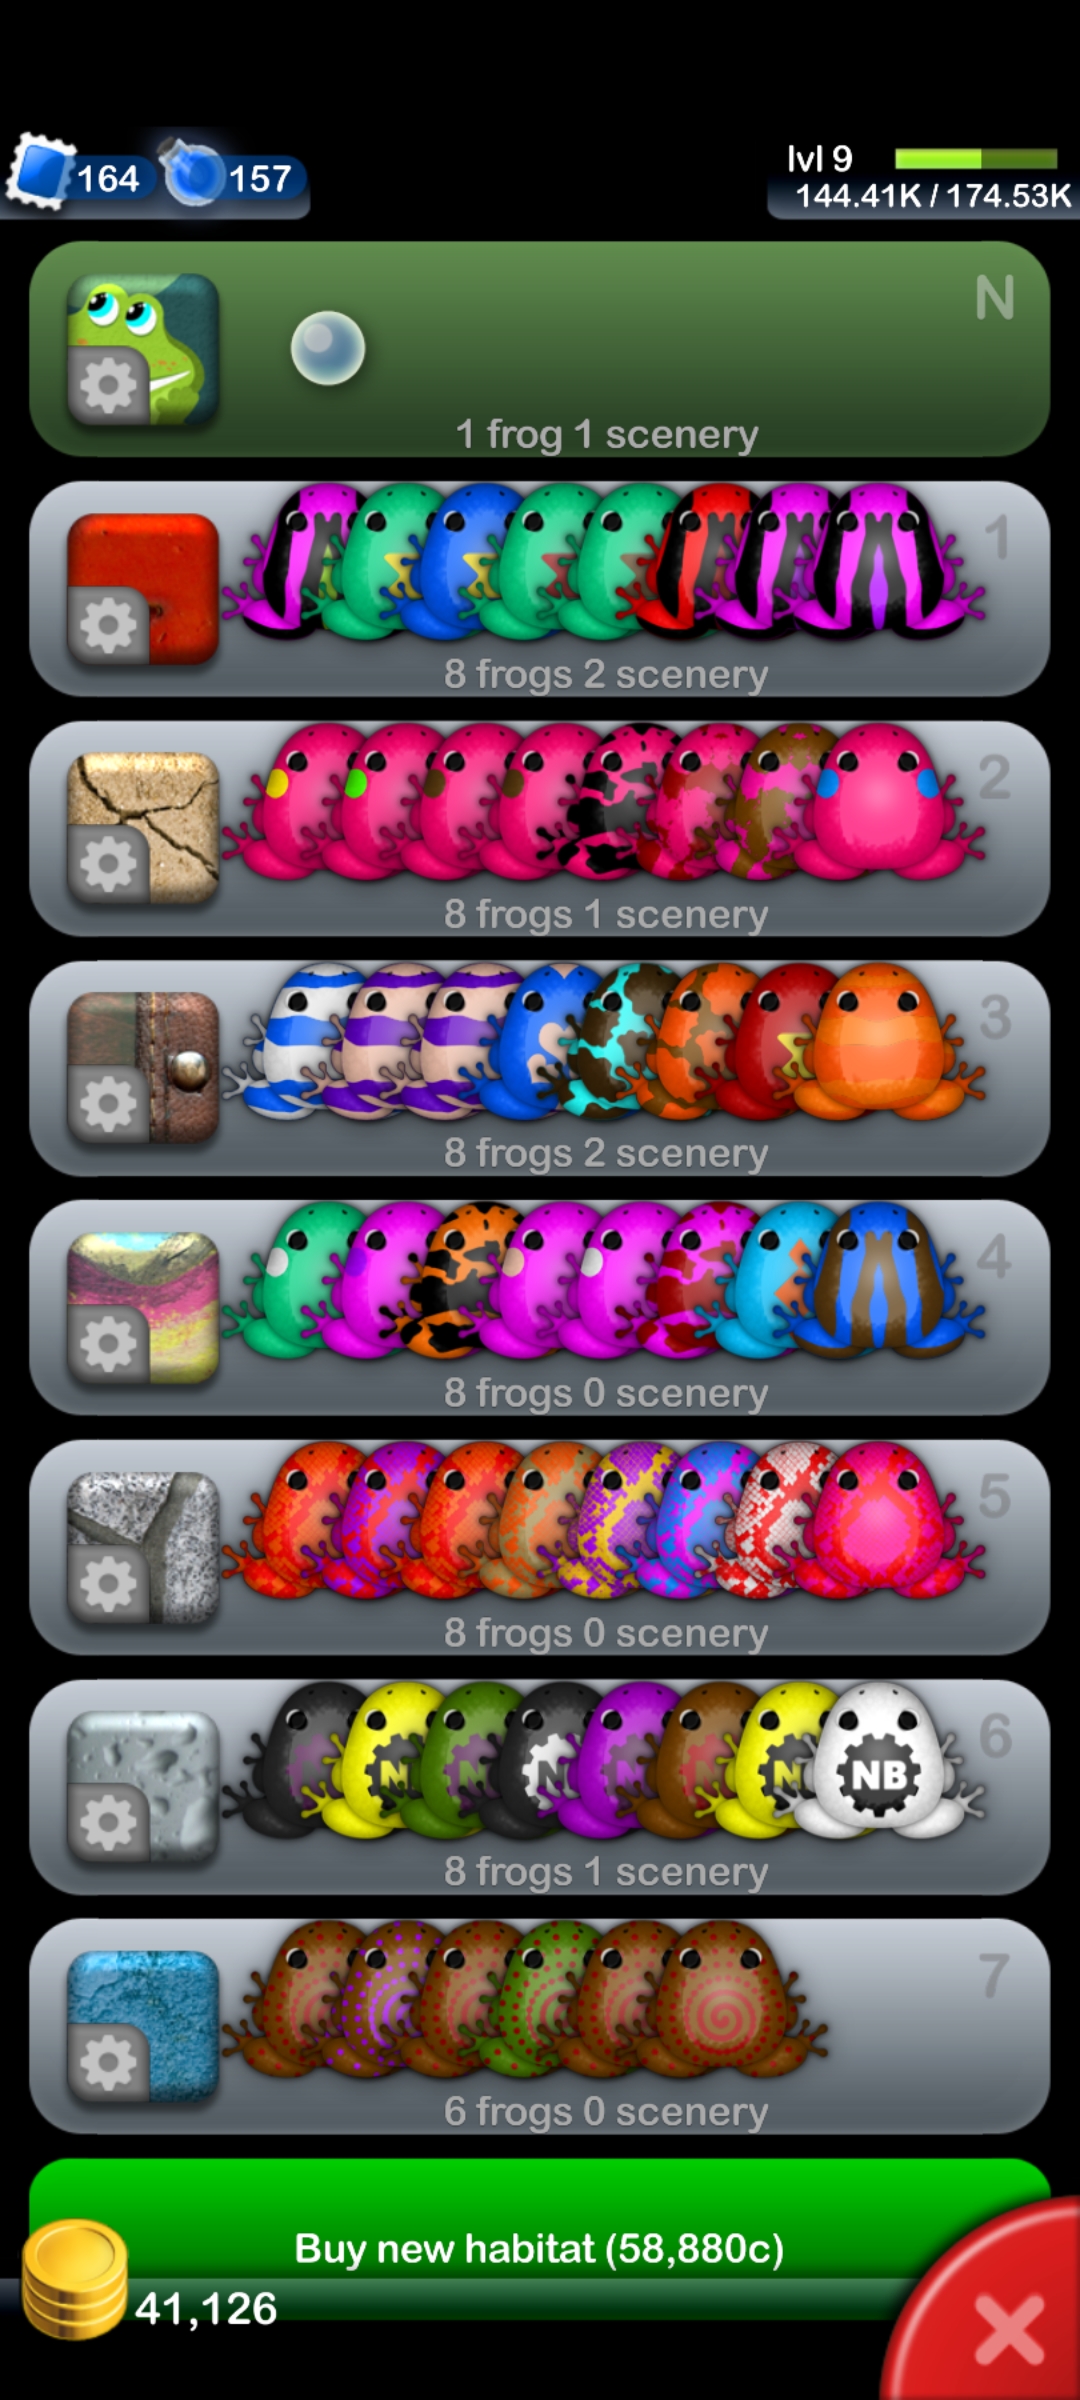 164
157
lvl 9
144.41K / 174.53K
N
1 frog 1 scenery
1
8 frogs 2 scenery
2
8 frogs 1 scenery
3
8 frogs 2 scenery
4
8 frogs 0 scenery
5
8 frogs 0 scenery
6
N
N
N
N
N
NB
8 frogs 1 scenery
7
6 frogs 0 scenery
Buy new habitat (58,880c)
41,126